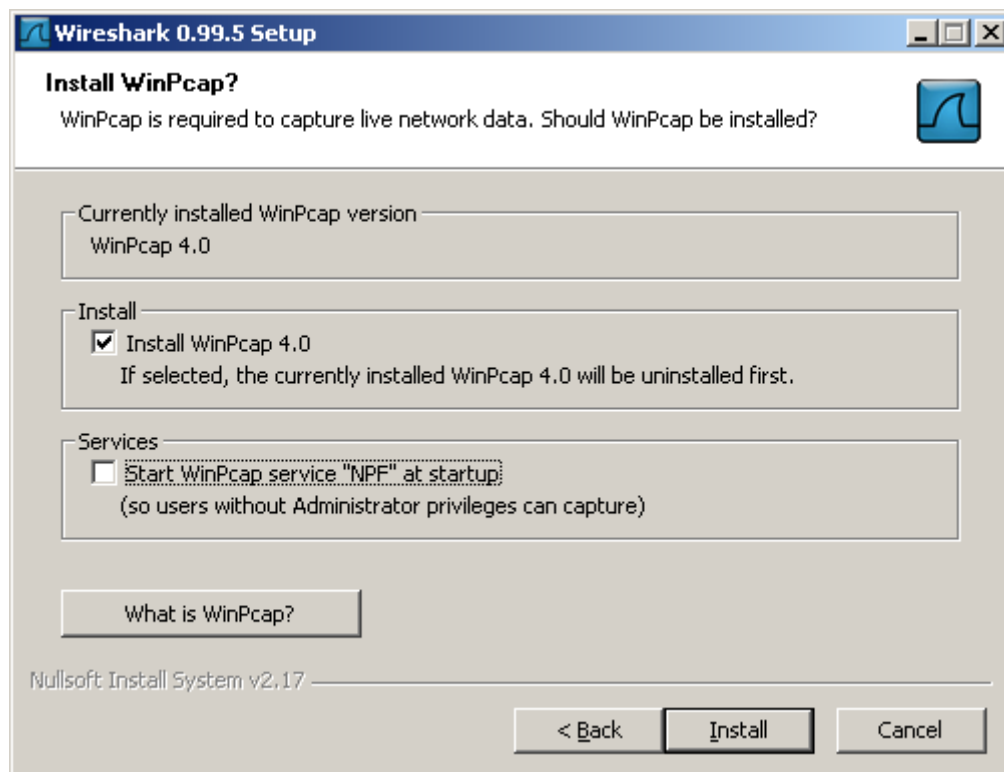 Wireshark 0.99.5 Setup
Install WinPcap?
WinPcap is required to capture live network data. Should WinPcap be installed?
Currently installed WinPcap version
WinPcap 4.0
Install
Install WinPcap 4.0
If selected, the currently installed WinPcap 4.0 will be uninstalled first.
Services
Start WinPcap service "NPF" at startup
(so users without Administrator privileges can capture)
What is WinPcap?
Nullsoft Install System v2.17
< Back Install Cancel